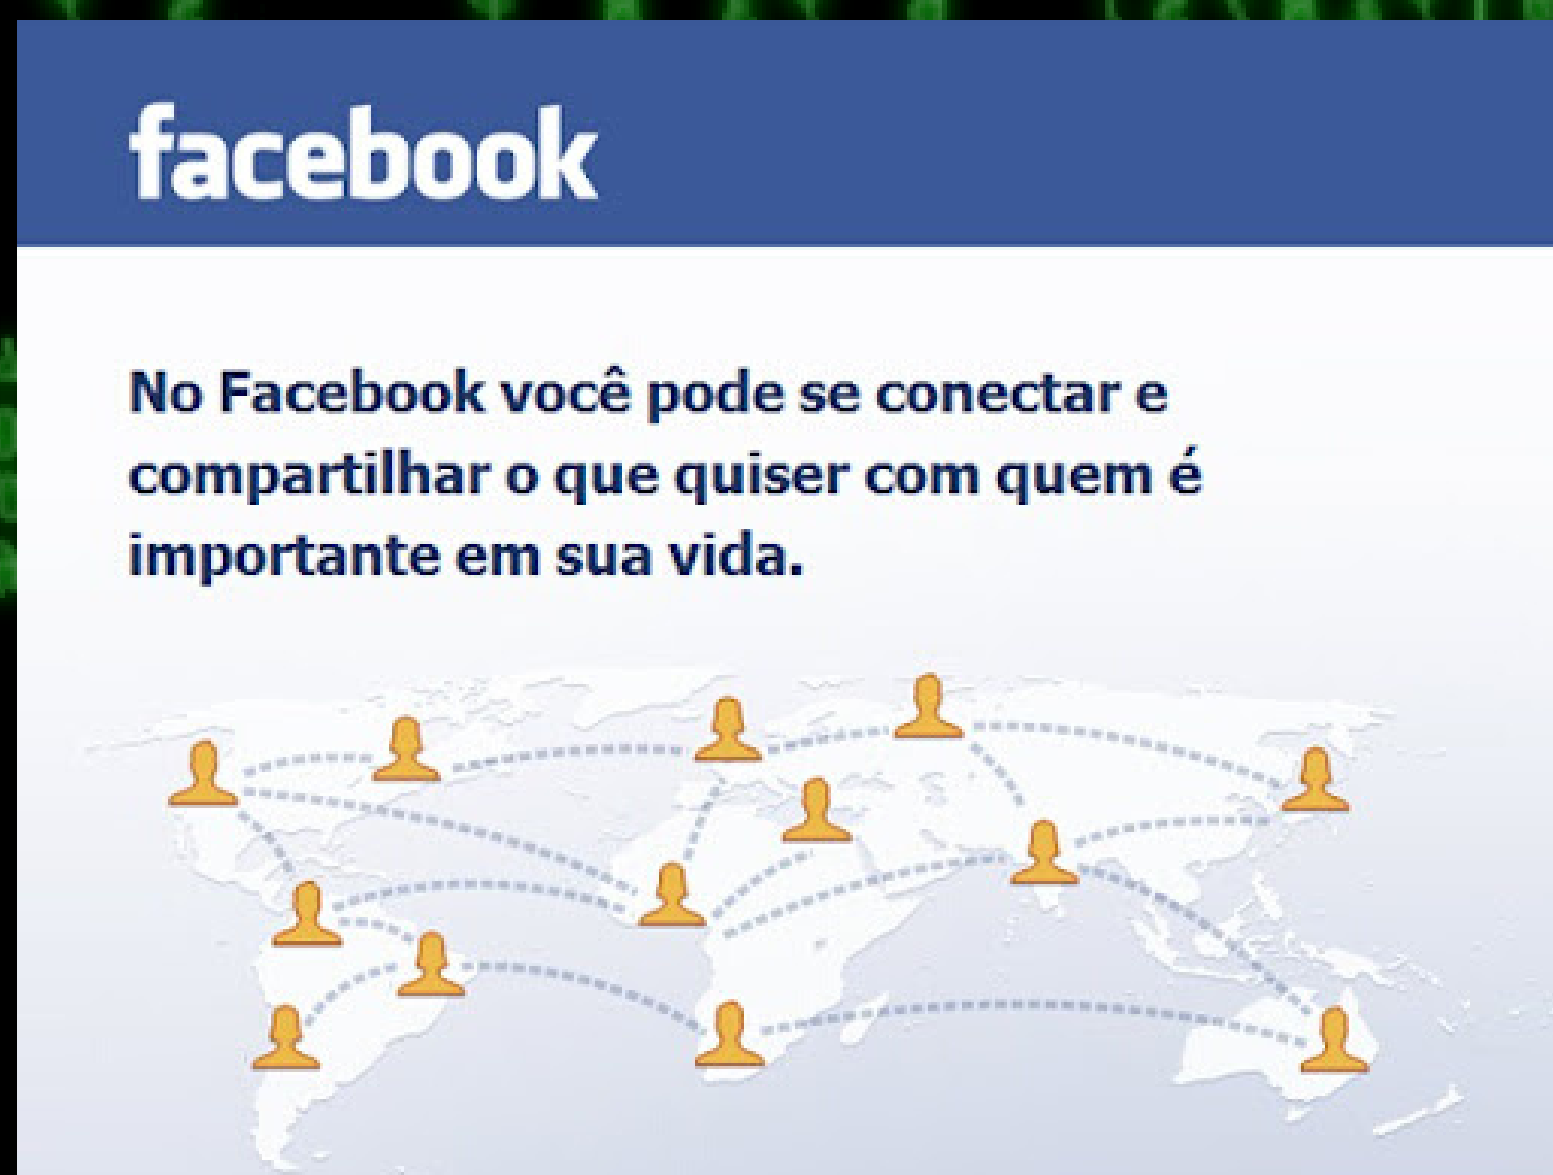 facebook
No Facebook você pode se conectar e
compartilhar o que quiser com quem é
importante em sua vida.